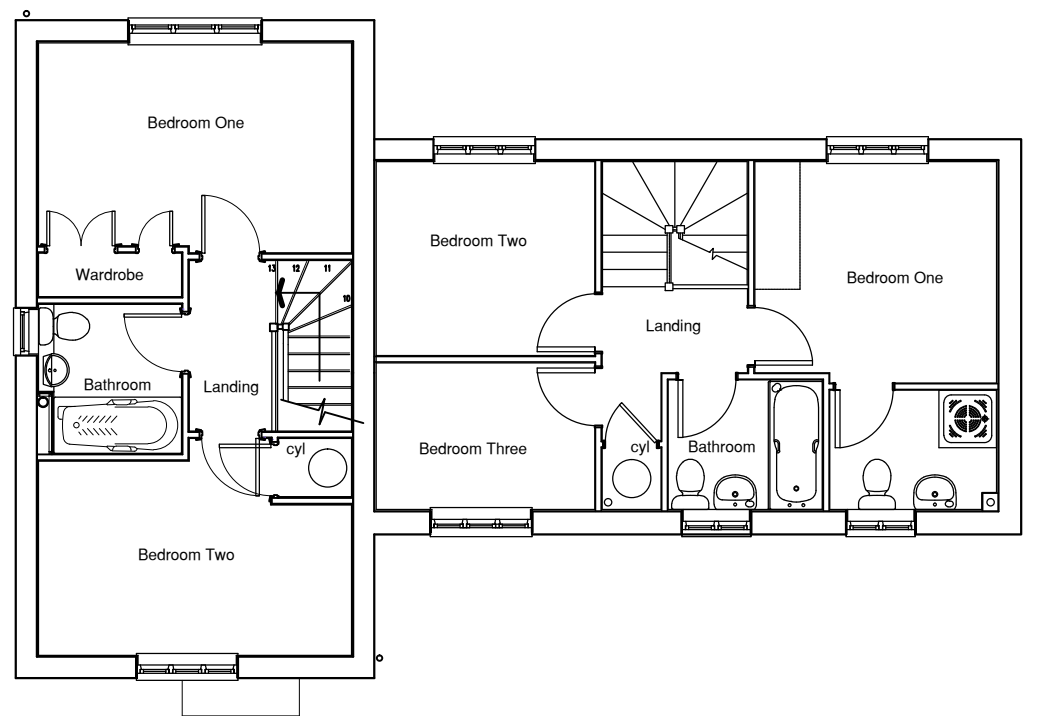 Bedroom One
Bedroom Two
Bedroom One
Wardrobe
13
12
11
10
Landing
Bathroom
Landing
cyl
Bedroom Three
cyl
Bathroom
Bedroom Two